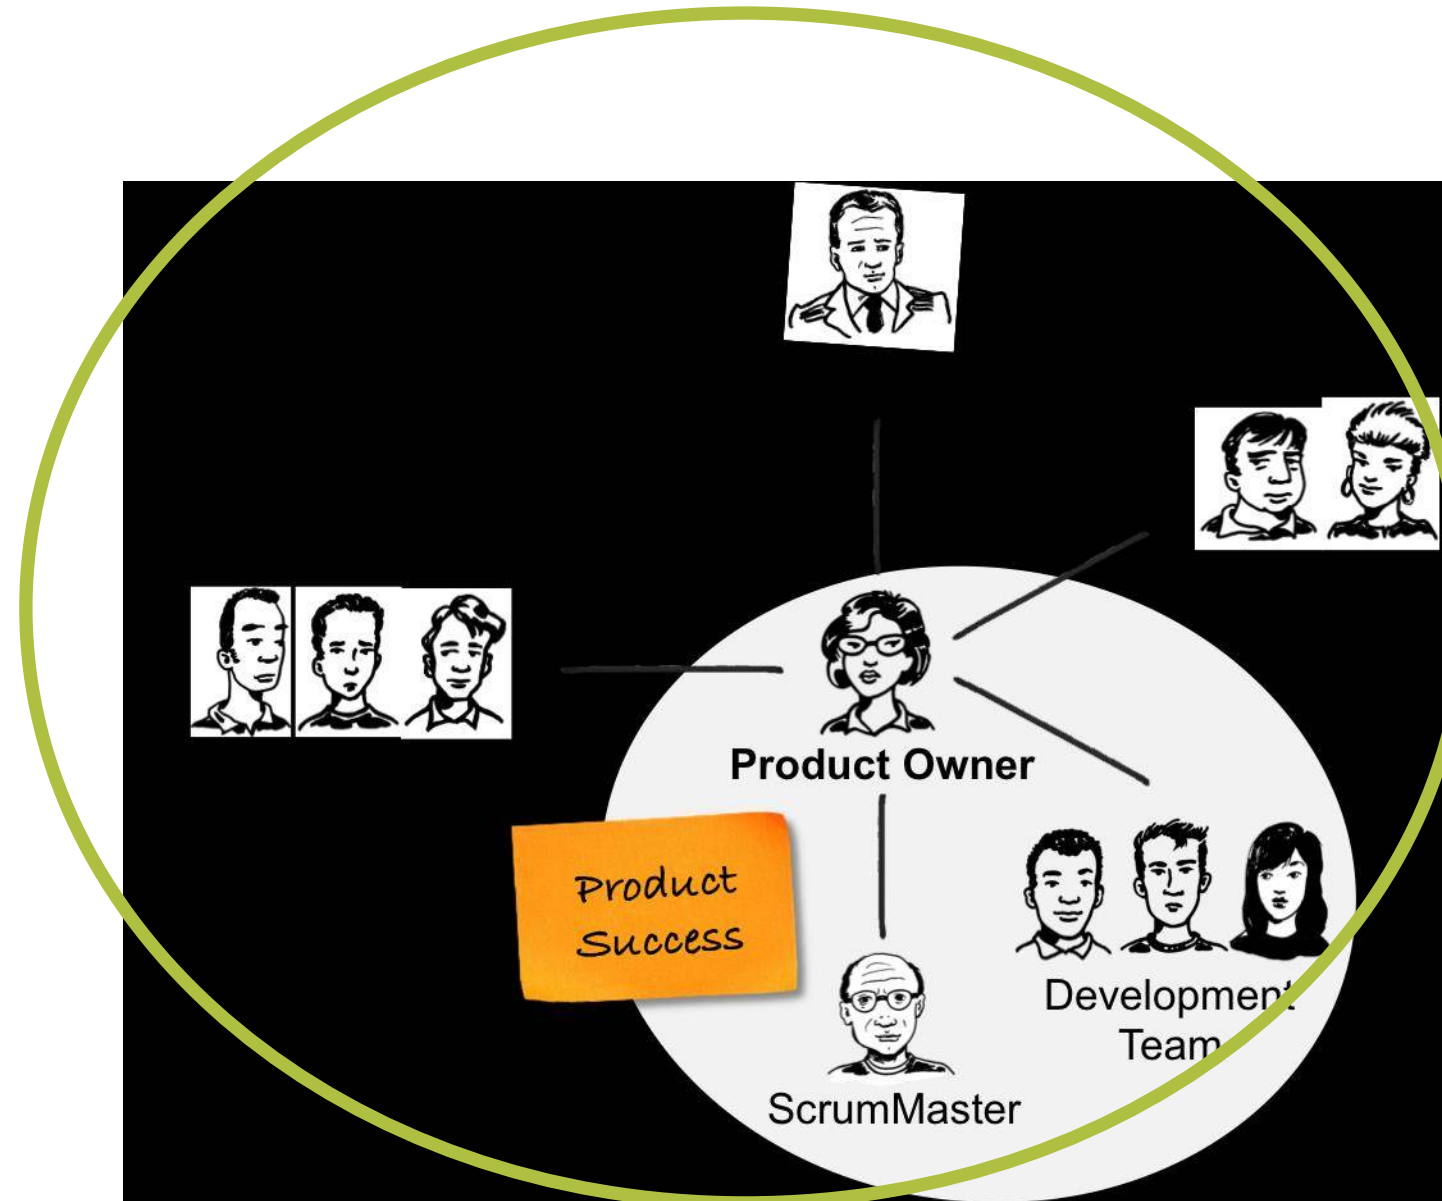 Product Owner
Product
Success
Development
Team
ScrumMaster